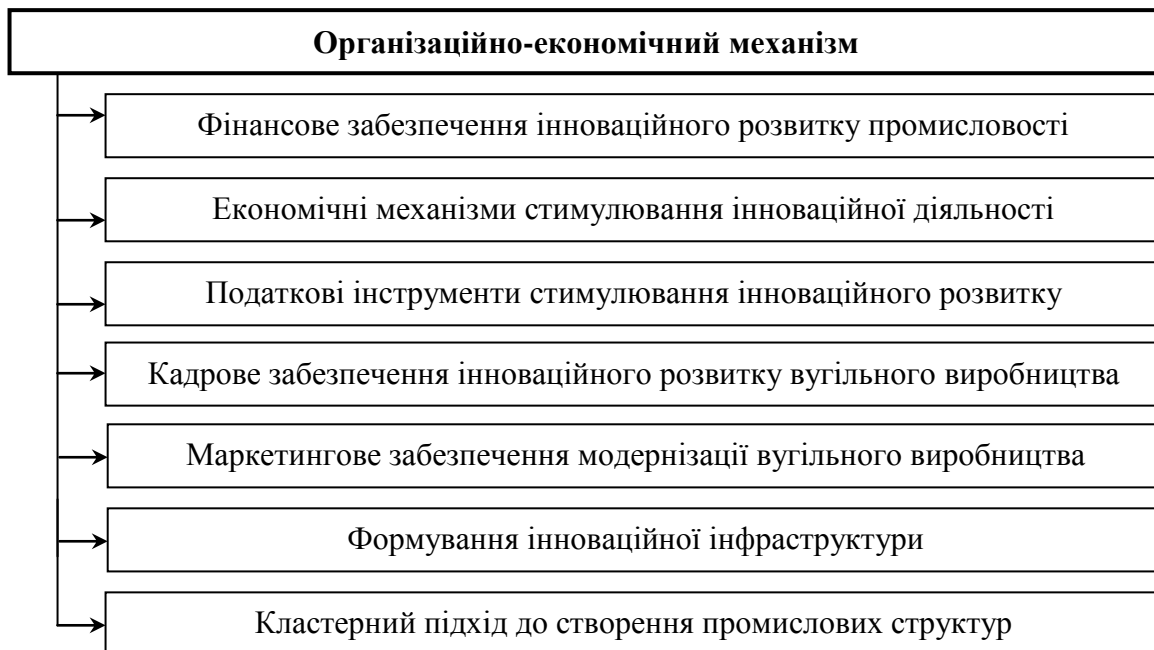 Організаційно-економічний механізм
Фінансове забезпечення інноваційного розвитку промисловості
Економічні механізми стимулювання інноваційної діяльності
Податкові інструменти стимулювання інноваційного розвитку
Кадрове забезпечення інноваційного розвитку вугільного виробництва
Маркетингове забезпечення модернізації вугільного виробництва
Формування інноваційної інфраструктури
Кластерний підхід до створення промислових структур